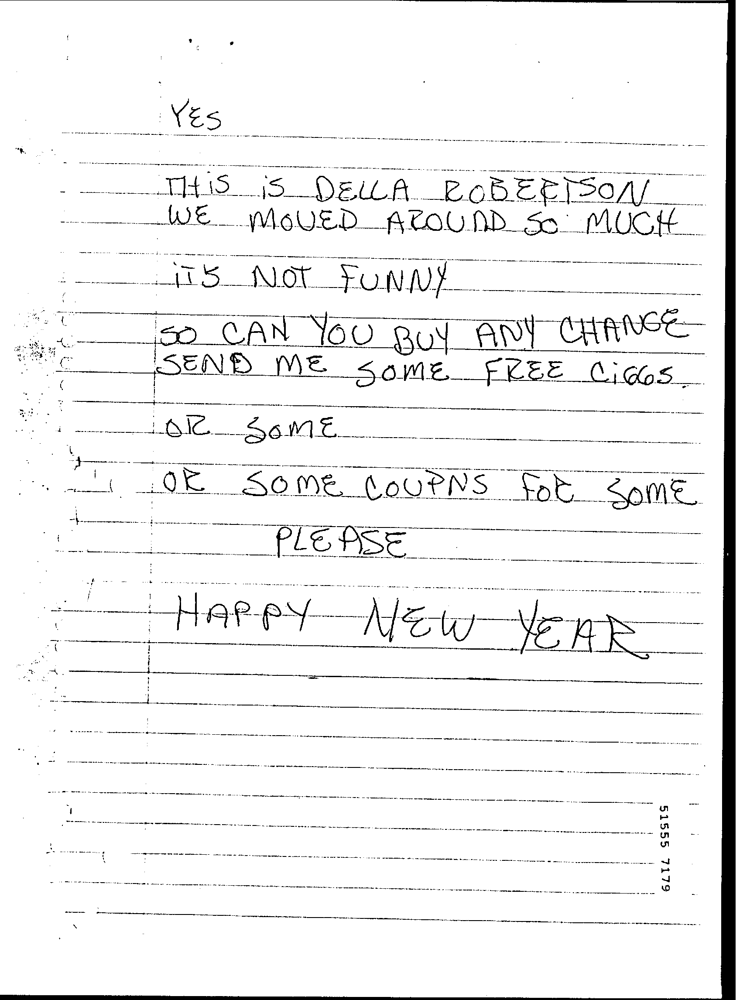 YES
THiS iS DELLA ROBERTSON
WE MOVED AROUND SO MUCH
iTS NOT FUNNY
SO CAN YOU BUY ANY CHANGE
SEND ME SOME FREE CiGGS.
OR SOME
OR SOME COUPNS FOR SOME
PLEASE
HAPPY NEW YEAR
51555 7179